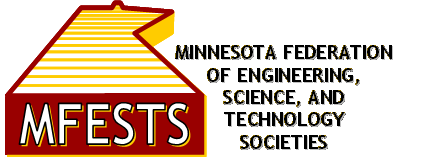 MFESTS
MINNESOTA FEDERATION
OF ENGINEERING,
SCIENCE, AND
TECHNOLOGY
SOCIETIES